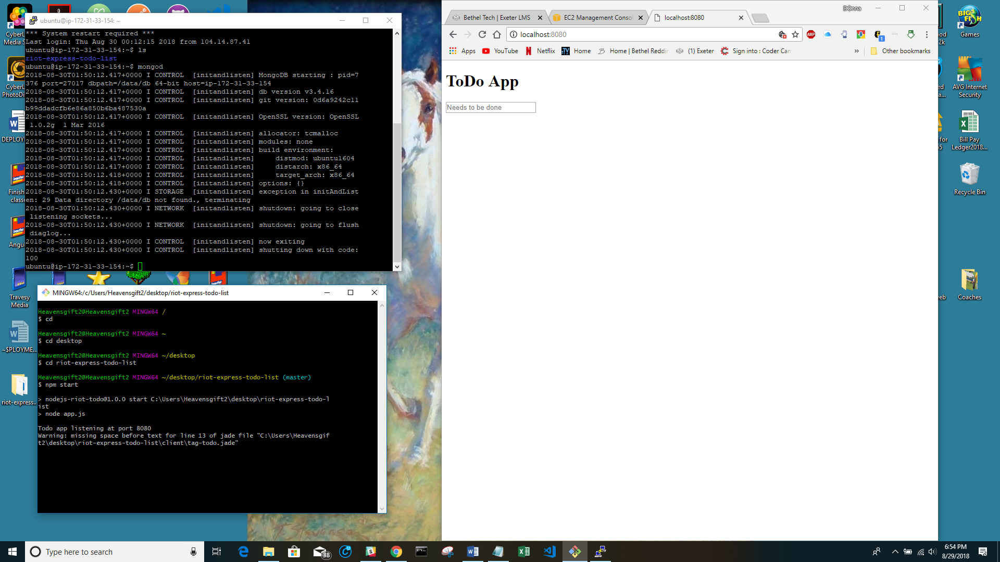 ubuntu@ip-172-31-33-154: ~
*** System restart required ***
Last login: Thu Aug 30 00:12:15 2018 from 104.14.87.41
ubuntu@ip-172-31-33-154:~$ ls
riot-express-todo-list
ubuntu@ip-172-31-33-154:~$ mongod
2018-08-30T01:50:12.417+0000 I CONTROL  [initandlisten] MongoDB starting : pid=7
376 port=27017 dbpath=/data/db 64-bit host=ip-172-31-33-154
2018-08-30T01:50:12.417+0000 I CONTROL  [initandlisten] db version v3.4.16
2018-08-30T01:50:12.417+0000 I CONTROL  [initandlisten] git version: 0d6a9242c11
b99ddadcfb6e86a850b6ba487530a
2018-08-30T01:50:12.417+0000 I CONTROL  [initandlisten] OpenSSL version: OpenSSL
 1.0.2g  1 Mar 2016
2018-08-30T01:50:12.417+0000 I CONTROL  [initandlisten] allocator: tcmalloc
2018-08-30T01:50:12.417+0000 I CONTROL  [initandlisten] modules: none
2018-08-30T01:50:12.417+0000 I CONTROL  [initandlisten] build environment:
2018-08-30T01:50:12.417+0000 I CONTROL  [initandlisten]     distmod: ubuntu1604
2018-08-30T01:50:12.417+0000 I CONTROL  [initandlisten]     distarch: x86_64
2018-08-30T01:50:12.418+0000 I CONTROL  [initandlisten]     target_arch: x86_64
2018-08-30T01:50:12.418+0000 I CONTROL  [initandlisten] options: {}
2018-08-30T01:50:12.430+0000 I STORAGE  [initandlisten] exception in initAndList
en: 29 Data directory /data/db not found., terminating
2018-08-30T01:50:12.430+0000 I NETWORK  [initandlisten] shutdown: going to close
 listening sockets...
2018-08-30T01:50:12.430+0000 I NETWORK  [initandlisten] shutdown: going to flush
 diaglog...
2018-08-30T01:50:12.430+0000 I CONTROL  [initandlisten] now exiting
2018-08-30T01:50:12.430+0000 I CONTROL  [initandlisten] shutting down with code:
100
ubuntu@ip-172-31-33-154:~$
MINGW64:/c/Users/Heavensgift2/desktop/riot-express-todo-list
Heavensgift2@Heavensgift2 MINGW64 /
$ cd
Heavensgift2@Heavensgift2 MINGW64 ~
$ cd desktop
Heavensgift2@Heavensgift2 MINGW64 ~/desktop
$ cd riot-express-todo-list
Heavensgift2@Heavensgift2 MINGW64 ~/desktop/riot-express-todo-list (master)
$ npm start
> nodejs-riot-todo@1.0.0 start C:\Users\Heavensgift2\desktop\riot-express-todo-l
ist
> node app.js
Todo app listening at port 8080
Warning: missing space before text for line 13 of jade file "C:\Users\Heavensgif
t2\desktop\riot-express-todo-list\client\tag-todo.jade"
DOnna
Bethel Tech | Exeter LMS
EC2 Management Consol
localhost:8080
localhost:8080
ABP
1
Apps
YouTube
Netflix
Home
Home | Bethel Reddin
(1) Exeter
Sign into : Coder Cam
»
Other bookmarks
ToDo App
Needs to be done
CyberL
Media S
CyberL
PhotoDi
DEPLOY
Finish
class
Angu
Travesy
Media
~$PLOYME...
riot-express...
BIG FISH
Games
AVG Internet
Security
Bill Pay
Ledger2018...
Recycle Bin
Coaches
Type here to search
38
6:54 PM
8/29/2018